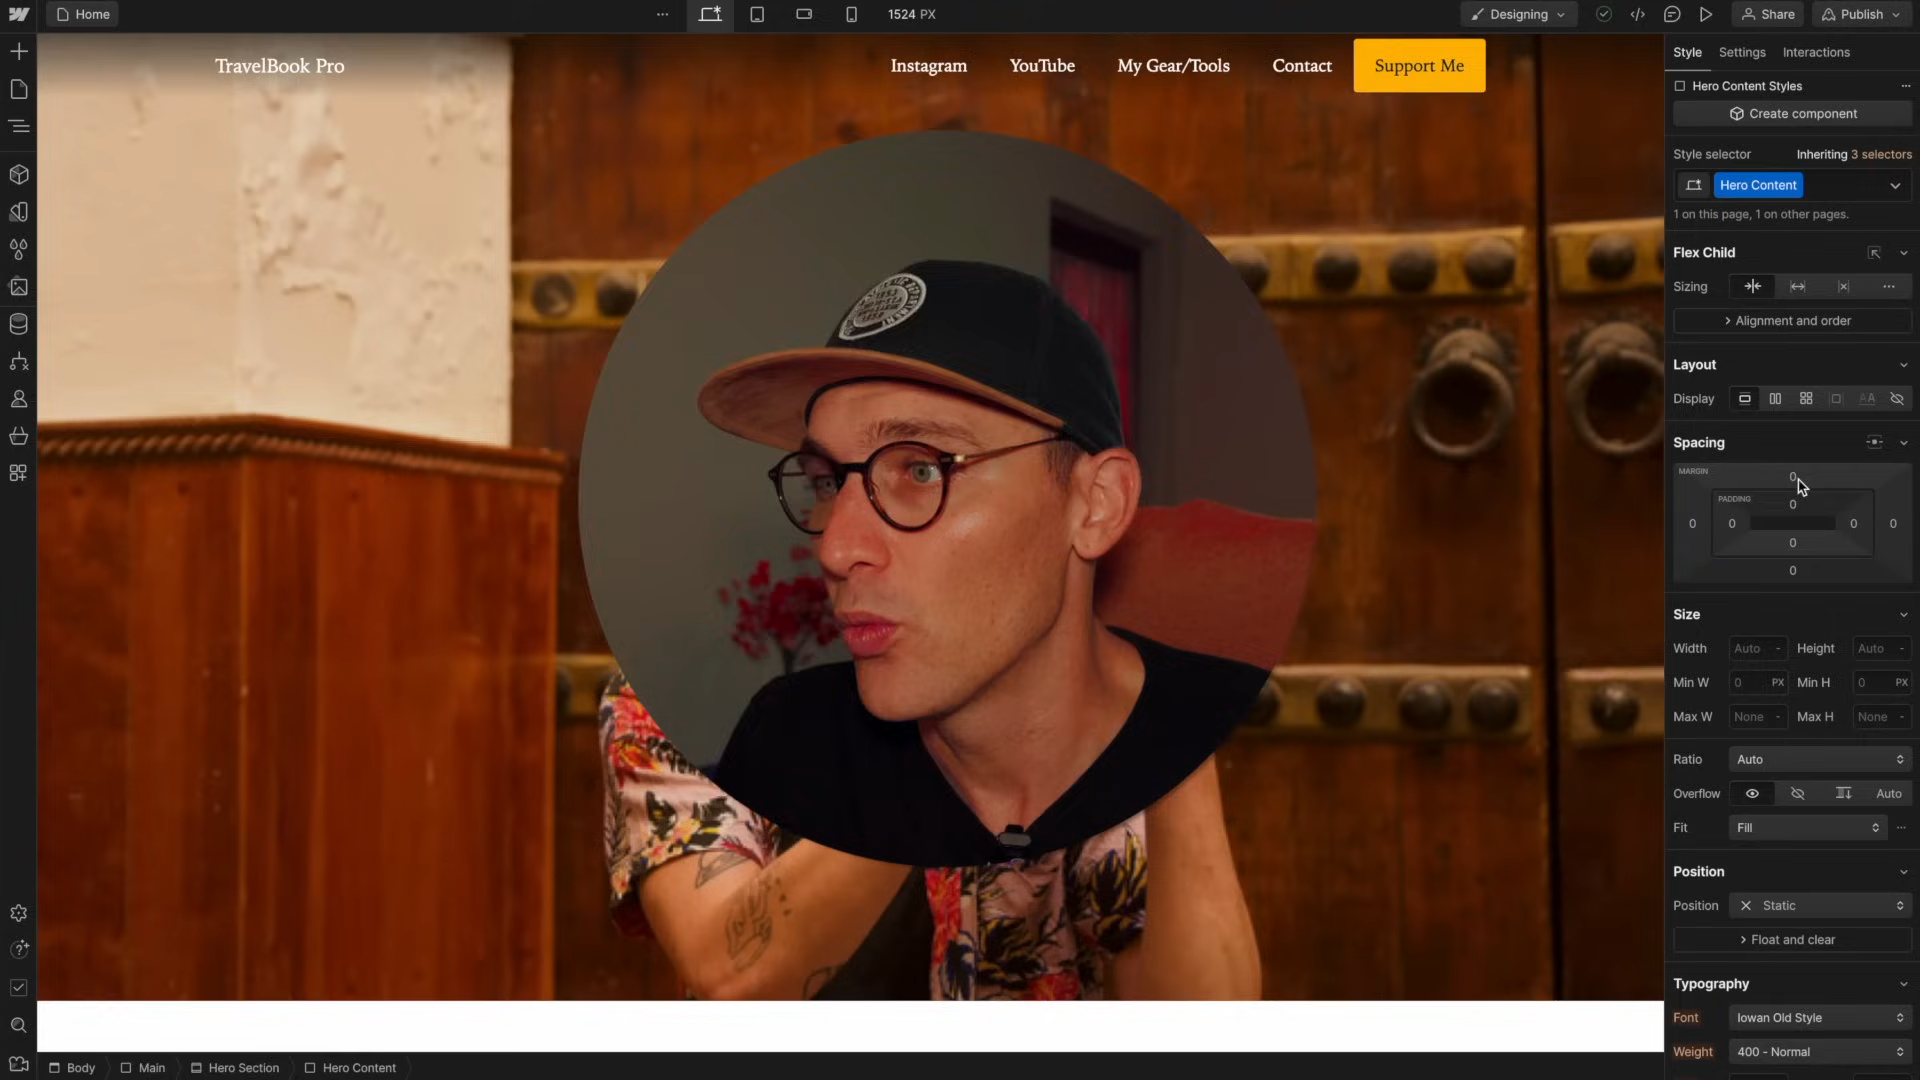 Home
1524 PX
Designing
Share
Publish
TravelBook Pro
Instagram
YouTube
My Gear/Tools
Contact
Support Me
Style
Settings
Interactions
Hero Content Styles
Create component
Style selector
Inheriting 3 selectors
Hero Content
1 on this page, 1 on other pages.
Flex Child
Sizing
Alignment and order
Layout
Display
Spacing
MARGIN
0
PADDING
0
0
0
0
0
0
0
Size
Width
Auto -
Height
Auto -
Min W
0 PX
Min H
0 PX
Max W
None -
Max H
None -
Ratio
Auto
Overflow
Auto
Fit
Fill
Position
Position
Static
Float and clear
Typography
Font
Iowan Old Style
Weight
400 - Normal
Body
Main
Hero Section
Hero Content